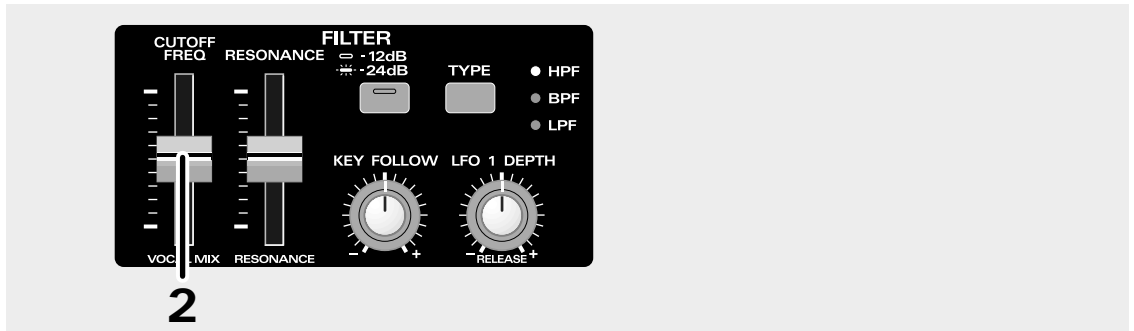 FILTER
CUTOFF
FREQ
RESONANCE
-12dB
-24dB
TYPE
HPF
BPF
LPF
KEY FOLLOW
LFO 1 DEPTH
- +
- +
RELEASE
VOCAL MIX
RESONANCE
2